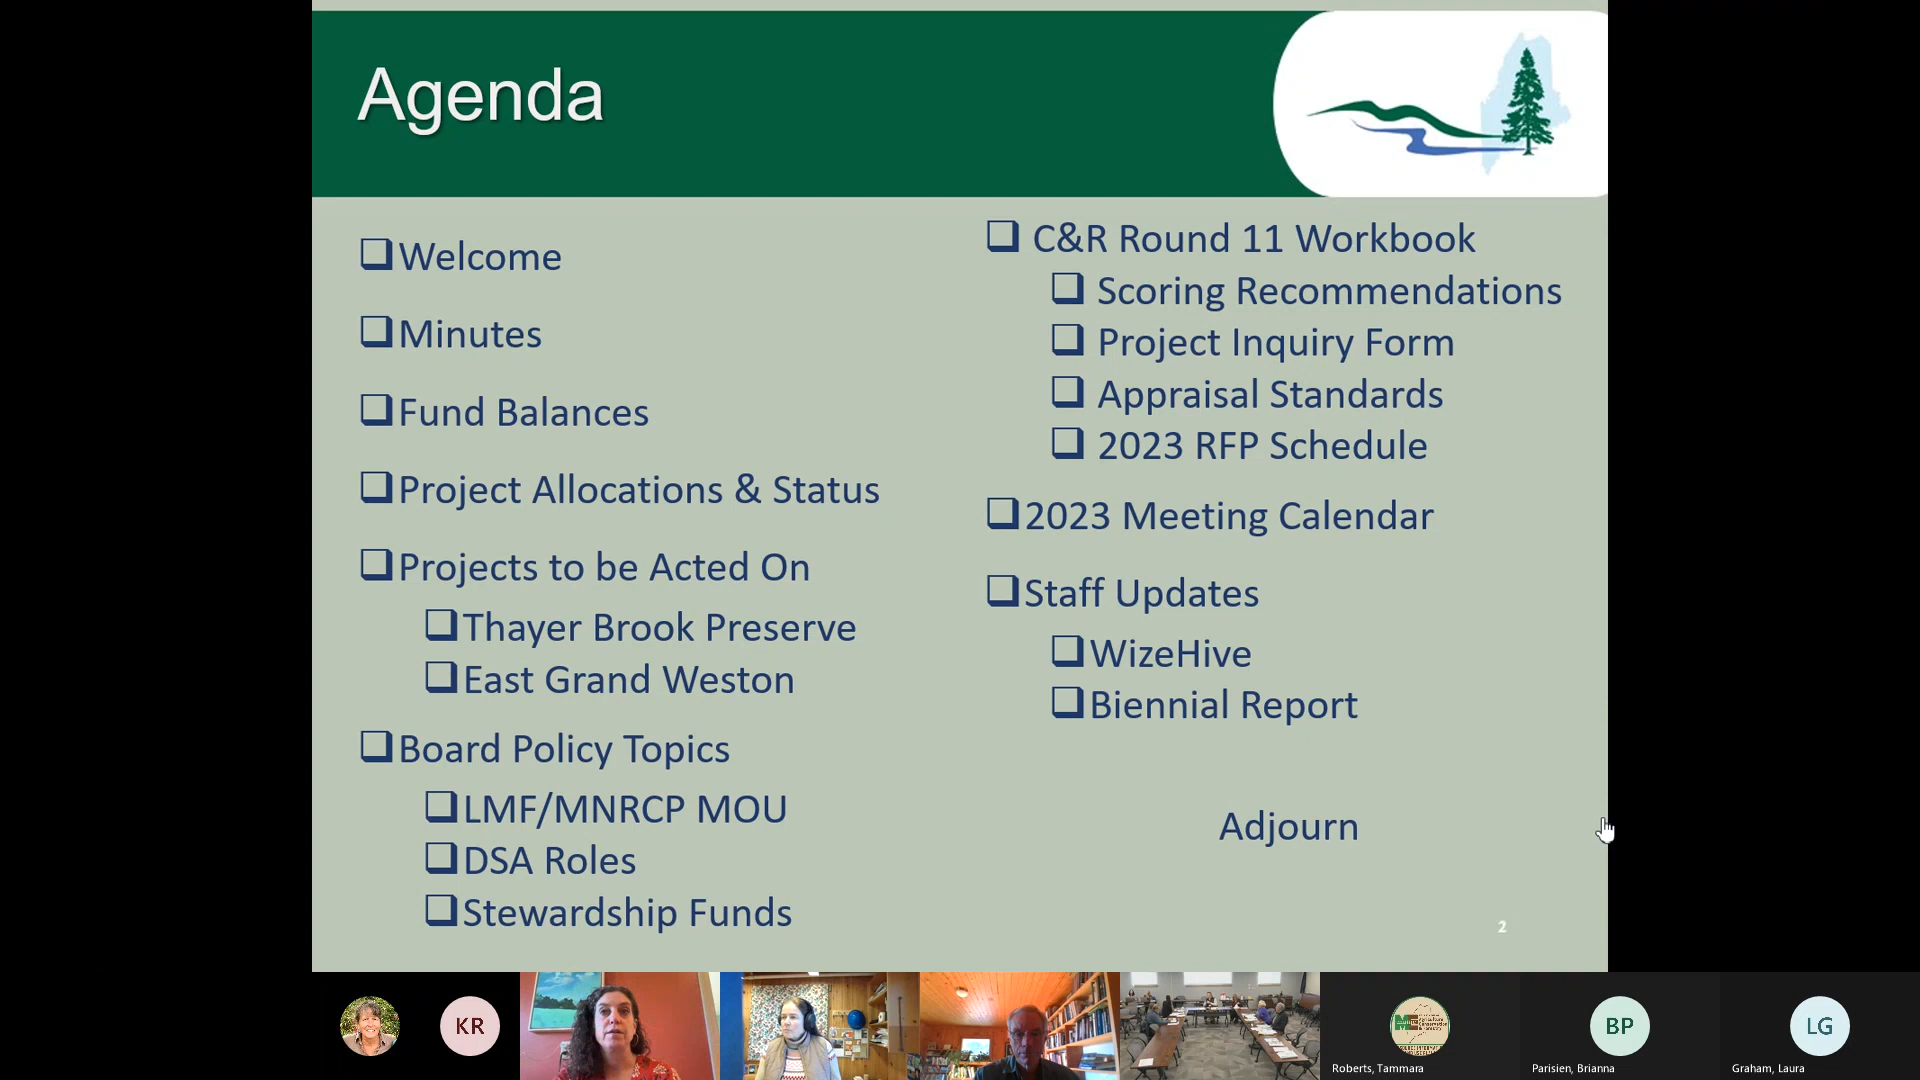 Agenda
Welcome
Minutes
Fund Balances
Project Allocations & Status
Projects to be Acted On
Thayer Brook Preserve
East Grand Weston
Board Policy Topics
LMF/MNRCP MOU
DSA Roles
Stewardship Funds
C&R Round 11 Workbook
Scoring Recommendations
Project Inquiry Form
Appraisal Standards
2023 RFP Schedule
2023 Meeting Calendar
Staff Updates
WizeHive
Biennial Report
Adjourn
2
KR
Roberts, Tammara
BP
Parisien, Brianna
LG
Graham, Laura